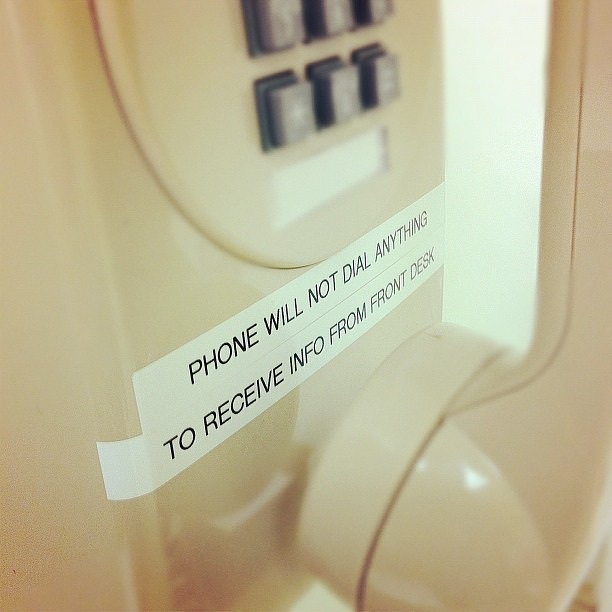 PHONE WILL NOT DIAL ANYTHING
TO RECEIVE INFO FROM FRONT DESK